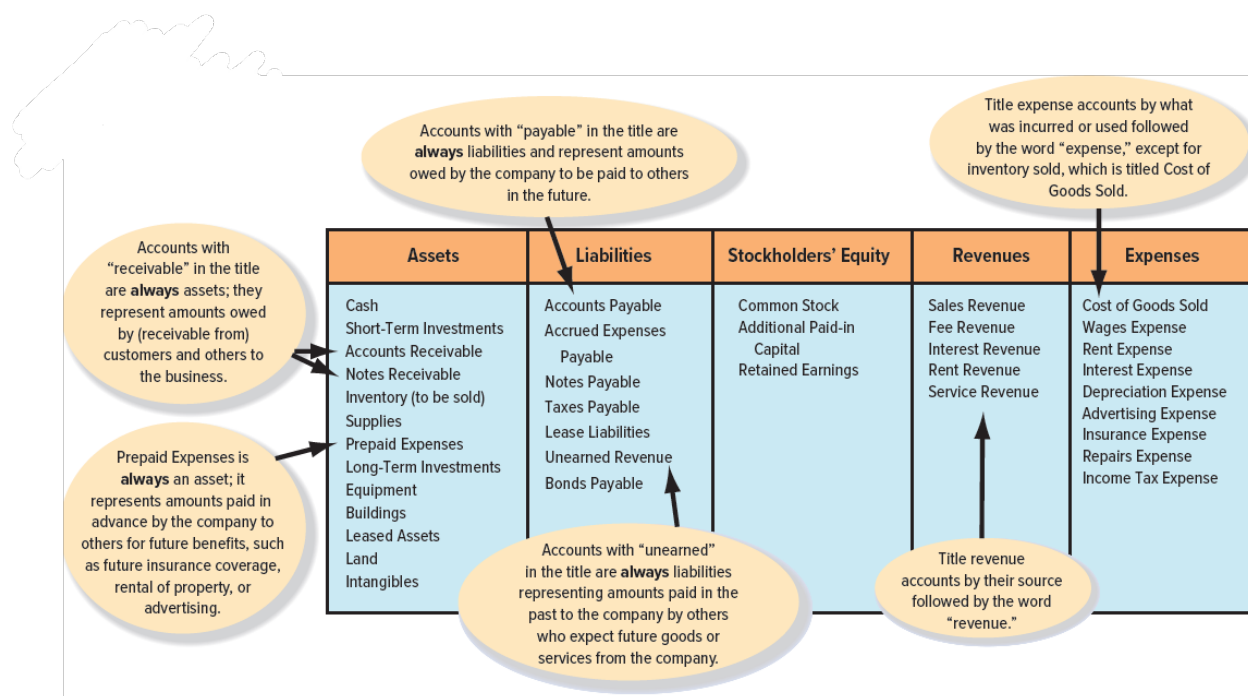 Accounts with “payable” in the title are
always liabilities and represent amounts
owed by the company to be paid to others
in the future.
Title expense accounts by what
was incurred or used followed
by the word “expense,” except for
inventory sold, which is titled Cost of
Goods Sold.
Accounts with
“receivable” in the title
are always assets; they
represent amounts owed
by (receivable from)
customers and others to
the business.
Prepaid Expenses is
always an asset; it
represents amounts paid in
advance by the company to
others for future benefits, such
as future insurance coverage,
rental of property, or
advertising.
Assets
Cash
Short-Term Investments
Accounts Receivable
Notes Receivable
Inventory (to be sold)
Supplies
Prepaid Expenses
Long-Term Investments
Equipment
Buildings
Leased Assets
Land
Intangibles
Liabilities
Accounts Payable
Accrued Expenses
Payable
Notes Payable
Taxes Payable
Lease Liabilities
Unearned Revenue
Bonds Payable
Stockholders’ Equity
Common Stock
Additional Paid-in
Capital
Retained Earnings
Revenues
Sales Revenue
Fee Revenue
Interest Revenue
Rent Revenue
Service Revenue
Expenses
Cost of Goods Sold
Wages Expense
Rent Expense
Interest Expense
Depreciation Expense
Advertising Expense
Insurance Expense
Repairs Expense
Income Tax Expense
Accounts with “unearned”
in the title are always liabilities
representing amounts paid in the
past to the company by others
who expect future goods or
services from the company.
Title revenue
accounts by their source
followed by the word
“revenue.”